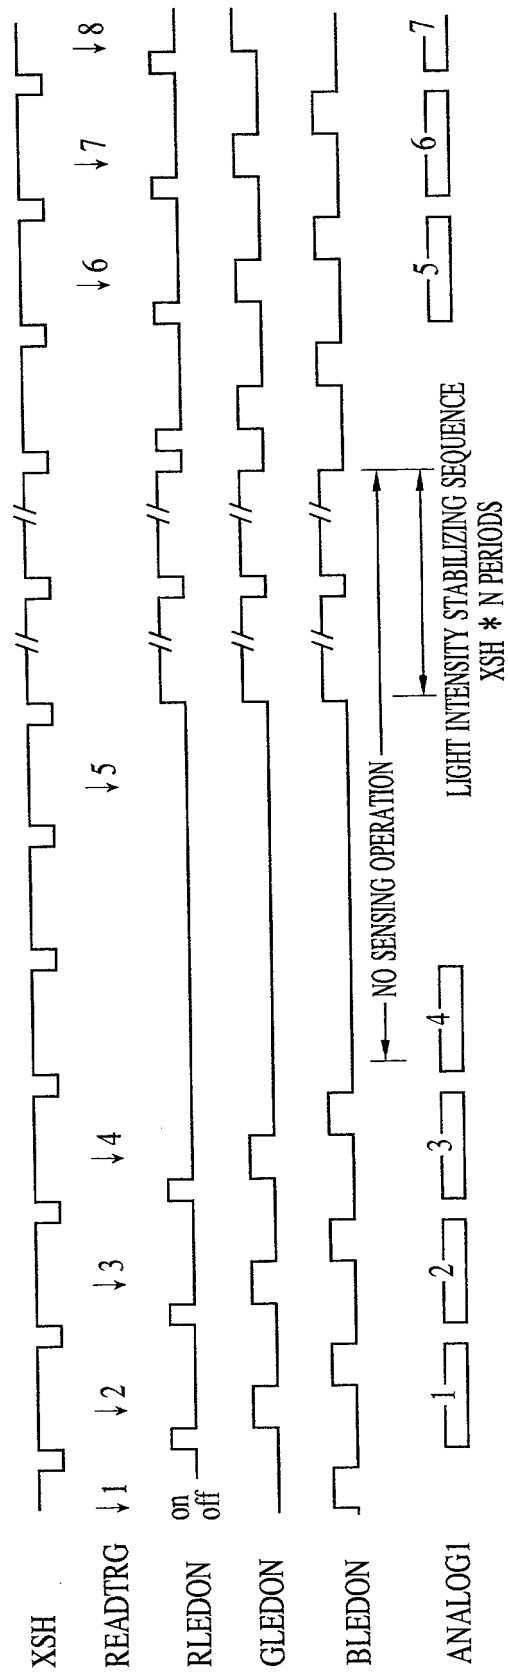 XSH
READTRG
↓1
↓2
↓3
↓4
↓5
↓6
↓7
↓8
RLEDON
on
off
GLEDON
BLEDON
NO SENSING OPERATION
ANALOG1
1
2
3
4
5
6
7
LIGHT INTENSITY STABILIZING SEQUENCE
XSH * N PERIODS